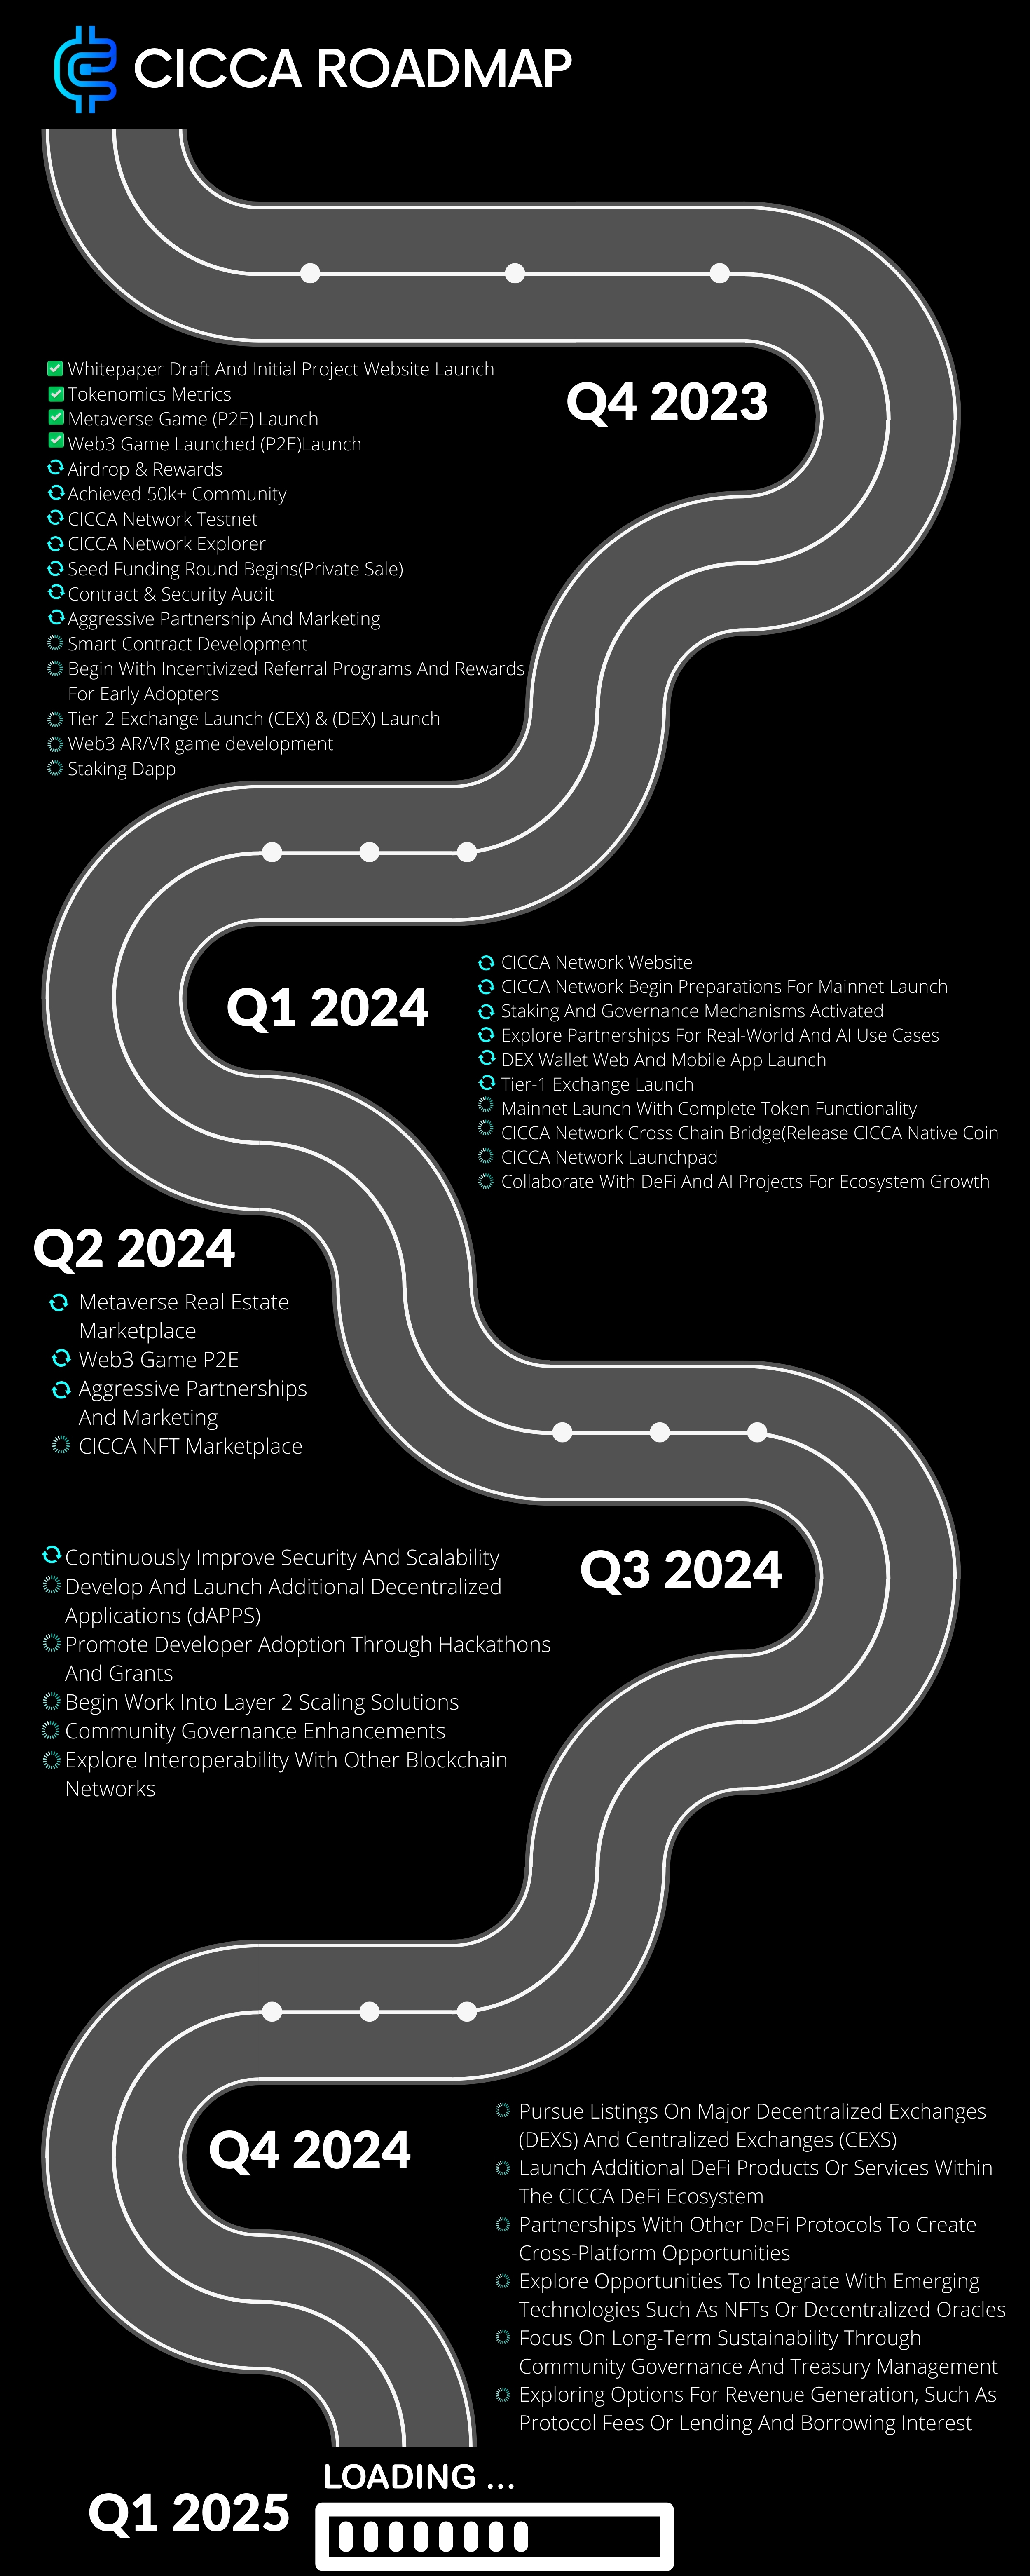 CICCA ROADMAP
Q4 2023
Whitepaper Draft And Initial Project Website Launch
Tokenomics Metrics
Metaverse Game (P2E) Launch
Web3 Game Launched (P2E)Launch
Airdrop & Rewards
Achieved 50k+ Community
CICCA Network Testnet
CICCA Network Explorer
Seed Funding Round Begins(Private Sale)
Contract & Security Audit
Aggressive Partnership And Marketing
Smart Contract Development
Begin With Incentivized Referral Programs And Rewards
For Early Adopters
Tier-2 Exchange Launch (CEX) & (DEX) Launch
Web3 AR/VR game development
Staking Dapp
Q1 2024
CICCA Network Website
CICCA Network Begin Preparations For Mainnet Launch
Staking And Governance Mechanisms Activated
Explore Partnerships For Real-World And AI Use Cases
DEX Wallet Web And Mobile App Launch
Tier-1 Exchange Launch
Mainnet Launch With Complete Token Functionality
CICCA Network Cross Chain Bridge(Release CICCA Native Coin
CICCA Network Launchpad
Collaborate With DeFi And AI Projects For Ecosystem Growth
Q2 2024
Metaverse Real Estate
Marketplace
Web3 Game P2E
Aggressive Partnerships
And Marketing
CICCA NFT Marketplace
Q3 2024
Continuously Improve Security And Scalability
Develop And Launch Additional Decentralized
Applications (dAPPS)
Promote Developer Adoption Through Hackathons
And Grants
Begin Work Into Layer 2 Scaling Solutions
Community Governance Enhancements
Explore Interoperability With Other Blockchain
Networks
Q4 2024
Pursue Listings On Major Decentralized Exchanges
(DEXS) And Centralized Exchanges (CEXS)
Launch Additional DeFi Products Or Services Within
The CICCA DeFi Ecosystem
Partnerships With Other DeFi Protocols To Create
Cross-Platform Opportunities
Explore Opportunities To Integrate With Emerging
Technologies Such As NFTs Or Decentralized Oracles
Focus On Long-Term Sustainability Through
Community Governance And Treasury Management
Exploring Options For Revenue Generation, Such As
Protocol Fees Or Lending And Borrowing Interest
LOADING ...
Q1 2025